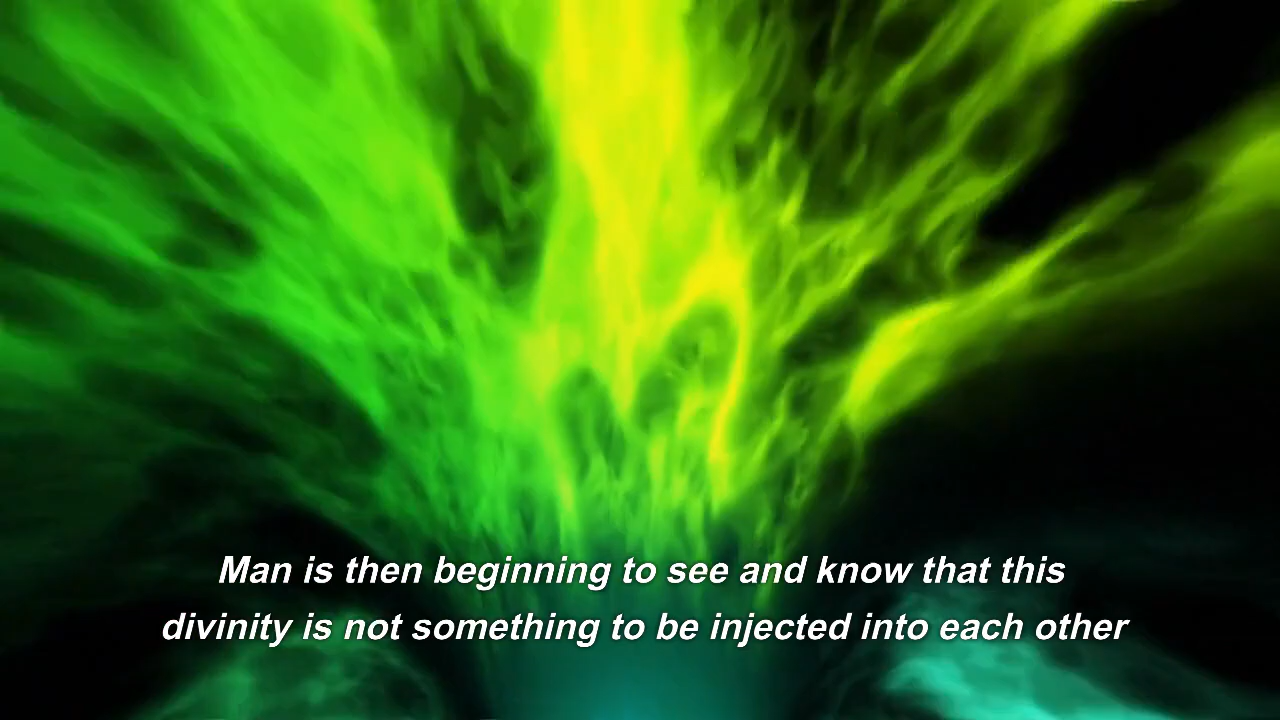 Man is then beginning to see and know that this
divinity is not something to be injected into each other